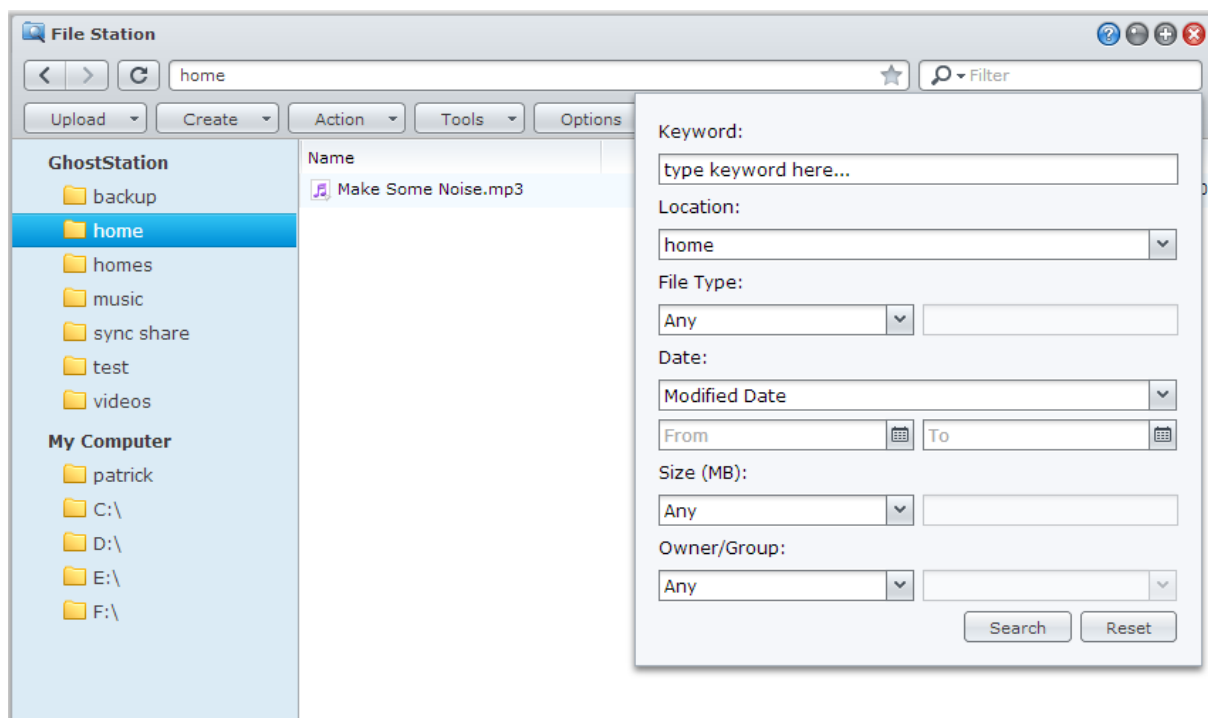 File Station
home
Filter
Upload Create Action Tools Options
GhostStation
backup
home
homes
music
sync share
test
videos
My Computer
patrick
C:\
D:\
E:\
F:\
Name
Make Some Noise.mp3
Keyword:
type keyword here...
Location:
home
File Type:
Any
Date:
Modified Date
From To
Size (MB):
Any
Owner/Group:
Any
Search Reset